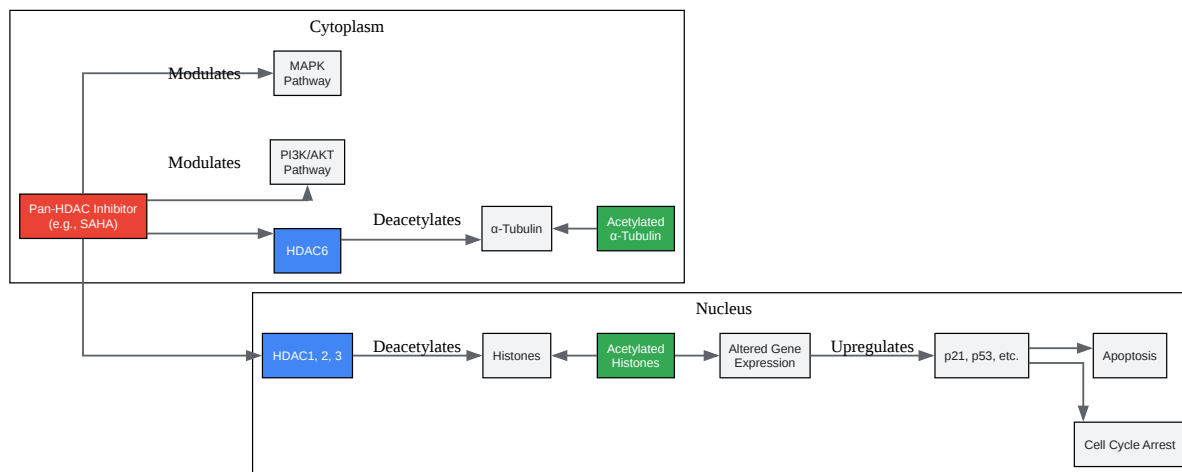 Cytoplasm
Modulates
MAPK
Pathway
Modulates
PI3K/AKT
Pathway
Pan-HDAC Inhibitor
(e.g., SAHA)
HDAC6
Deacetylates
α-Tubulin
Acetylated
α-Tubulin
Nucleus
HDAC1, 2, 3
Deacetylates
Histones
Acetylated
Histones
Altered Gene
Expression
Upregulates
p21, p53, etc.
Apoptosis
Cell Cycle Arrest